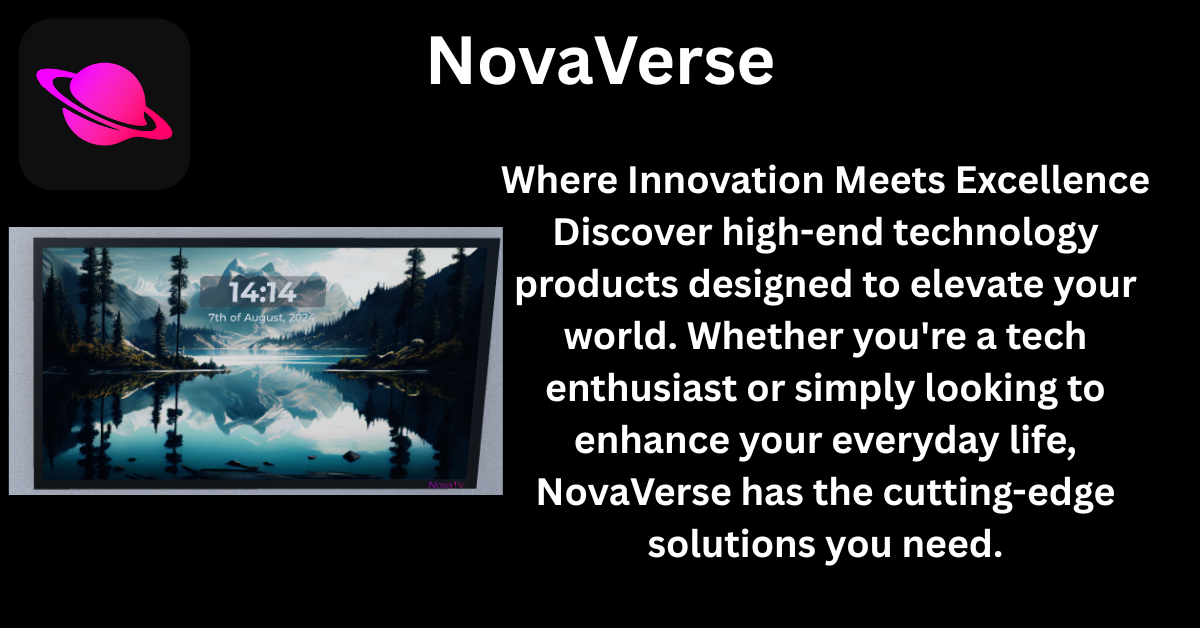 NovaVerse
Where Innovation Meets Excellence
Discover high-end technology
products designed to elevate your
world. Whether you're a tech
enthusiast or simply looking to
enhance your everyday life,
NovaVerse has the cutting-edge
solutions you need.
14:14
7th of August, 2024
NovaTV